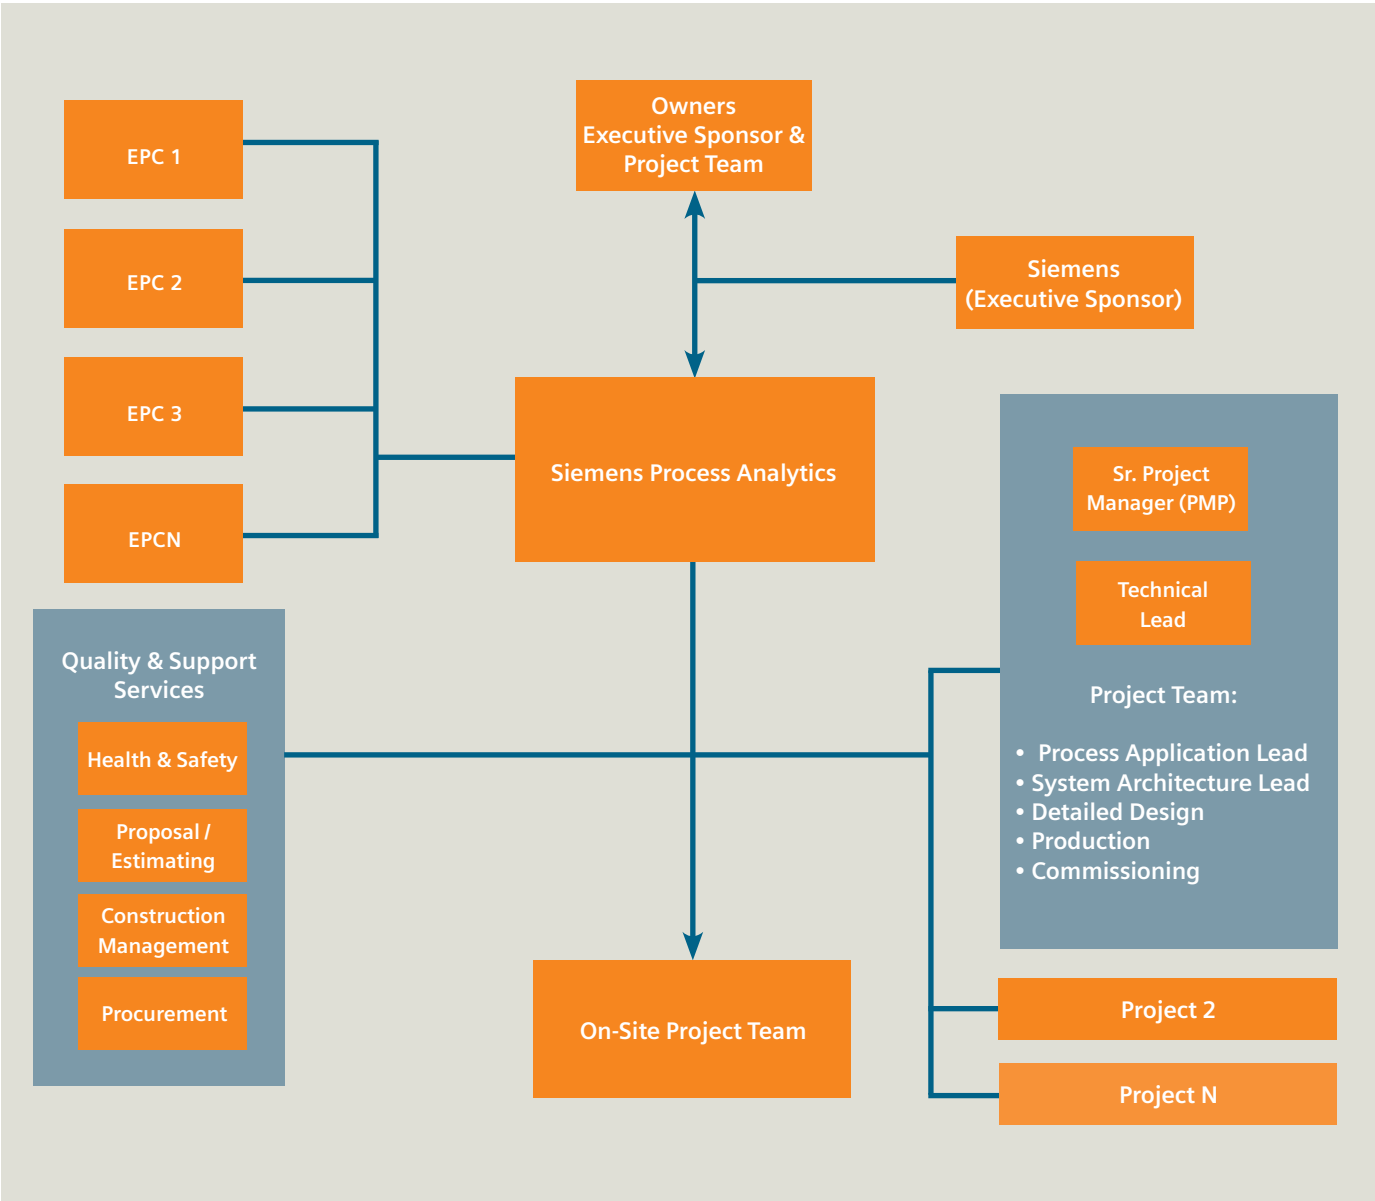 Owners
Executive Sponsor &
Project Team
EPC 1
EPC 2
EPC 3
EPCN
Siemens
(Executive Sponsor)
Siemens Process Analytics
Sr. Project
Manager (PMP)
Technical
Lead
Project Team:
• Process Application Lead
• System Architecture Lead
• Detailed Design
• Production
• Commissioning
Quality & Support
Services
Health & Safety
Proposal /
Estimating
Construction
Management
Procurement
On-Site Project Team
Project 2
Project N